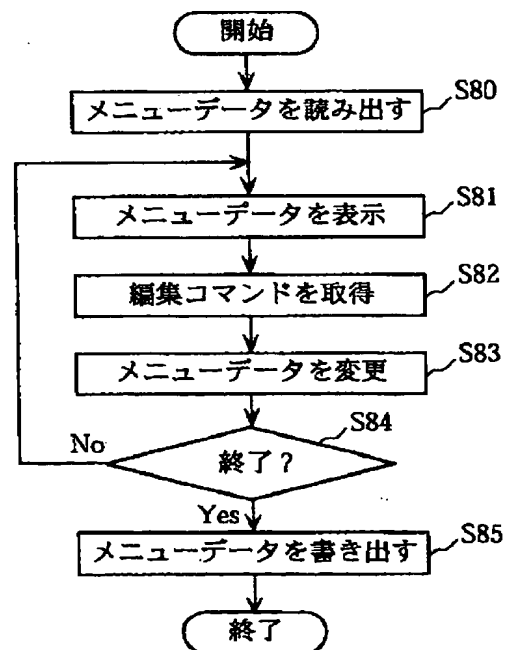 開始
メニューデータを読み出す
S80
メニューデータを表示
S81
編集コマンドを取得
S82
メニューデータを変更
S83
終了?
S84
No
Yes
メニューデータを書き出す
S85
終了